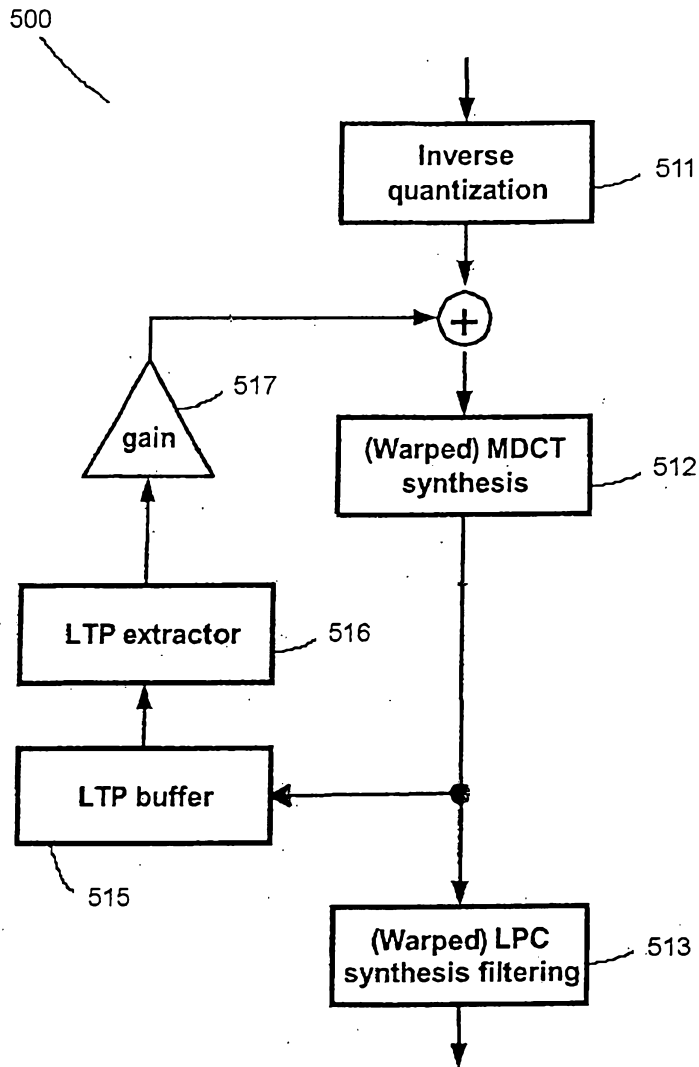 500
Inverse
quantization
511
+
517
gain
(Warped) MDCT
synthesis
512
LTP extractor
516
LTP buffer
515
(Warped) LPC
synthesis filtering
513